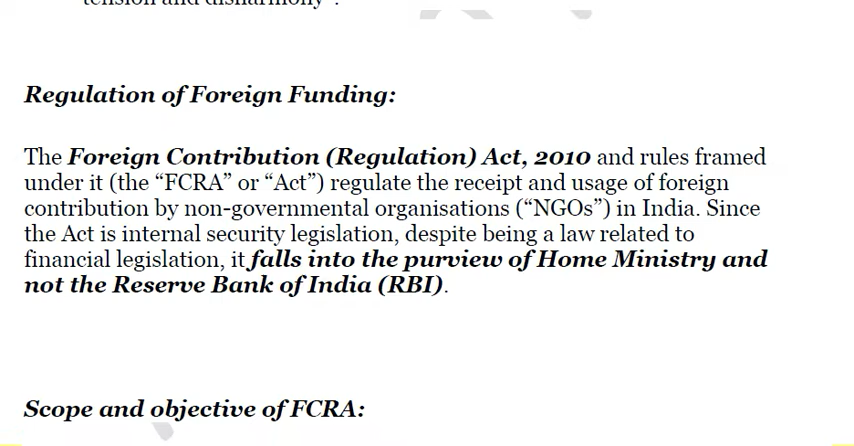 tension and disharmony".
Regulation of Foreign Funding:
The Foreign Contribution (Regulation) Act, 2010 and rules framed
under it (the “FCRA” or “Act”) regulate the receipt and usage of foreign
contribution by non-governmental organisations (“NGOs”) in India. Since
the Act is internal security legislation, despite being a law related to
financial legislation, it falls into the purview of Home Ministry and
not the Reserve Bank of India (RBI).
Scope and objective of FCRA: